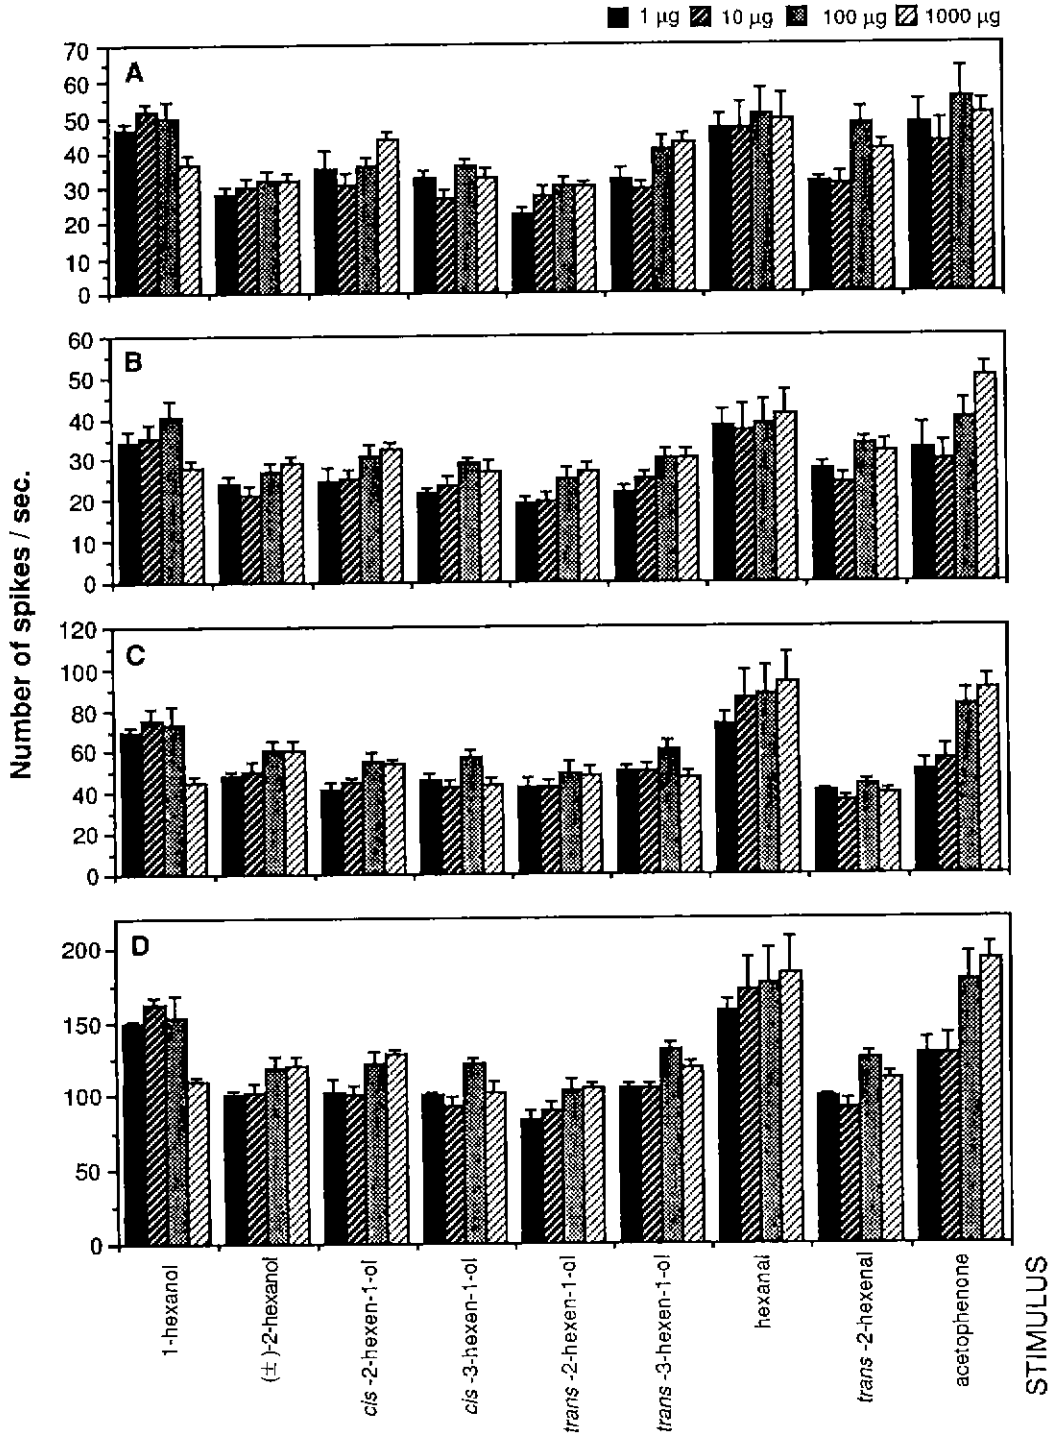 1 µg 10 µg 100 µg 1000 µg
Number of spikes / sec.
A
70
60
50
40
30
20
10
0
B
60
50
40
30
20
10
0
C
120
100
80
60
40
20
0
D
200
150
100
50
0
1-hexanol
(±)-2-hexanol
cis -2-hexen-1-ol
cis -3-hexen-1-ol
trans -2-hexen-1-ol
trans -3-hexen-1-ol
hexanal
trans -2-hexenal
acetophenone
STIMULUS